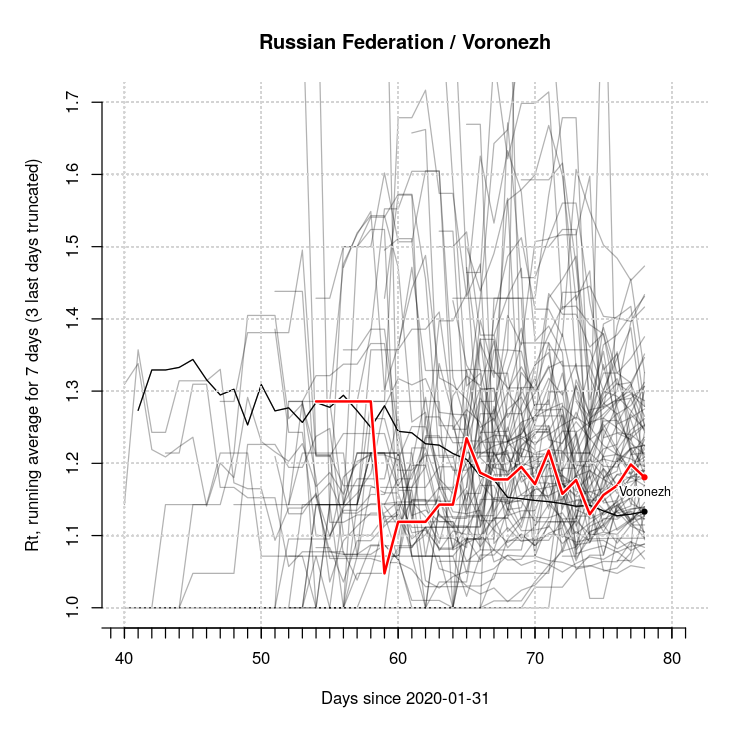 Russian Federation / Voronezh
Rt, running average for 7 days (3 last days truncated)
1.7
1.6
1.5
1.4
1.3
1.2
1.1
1.0
Voronezh
40 50 60 70 80
Days since 2020-01-31